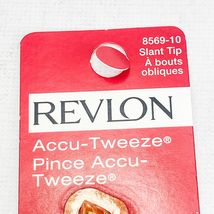 8569-10
Slant Tip
À bouts
obliques
REVLON
Accu-Tweeze®
Pince Accu-
Tweeze®